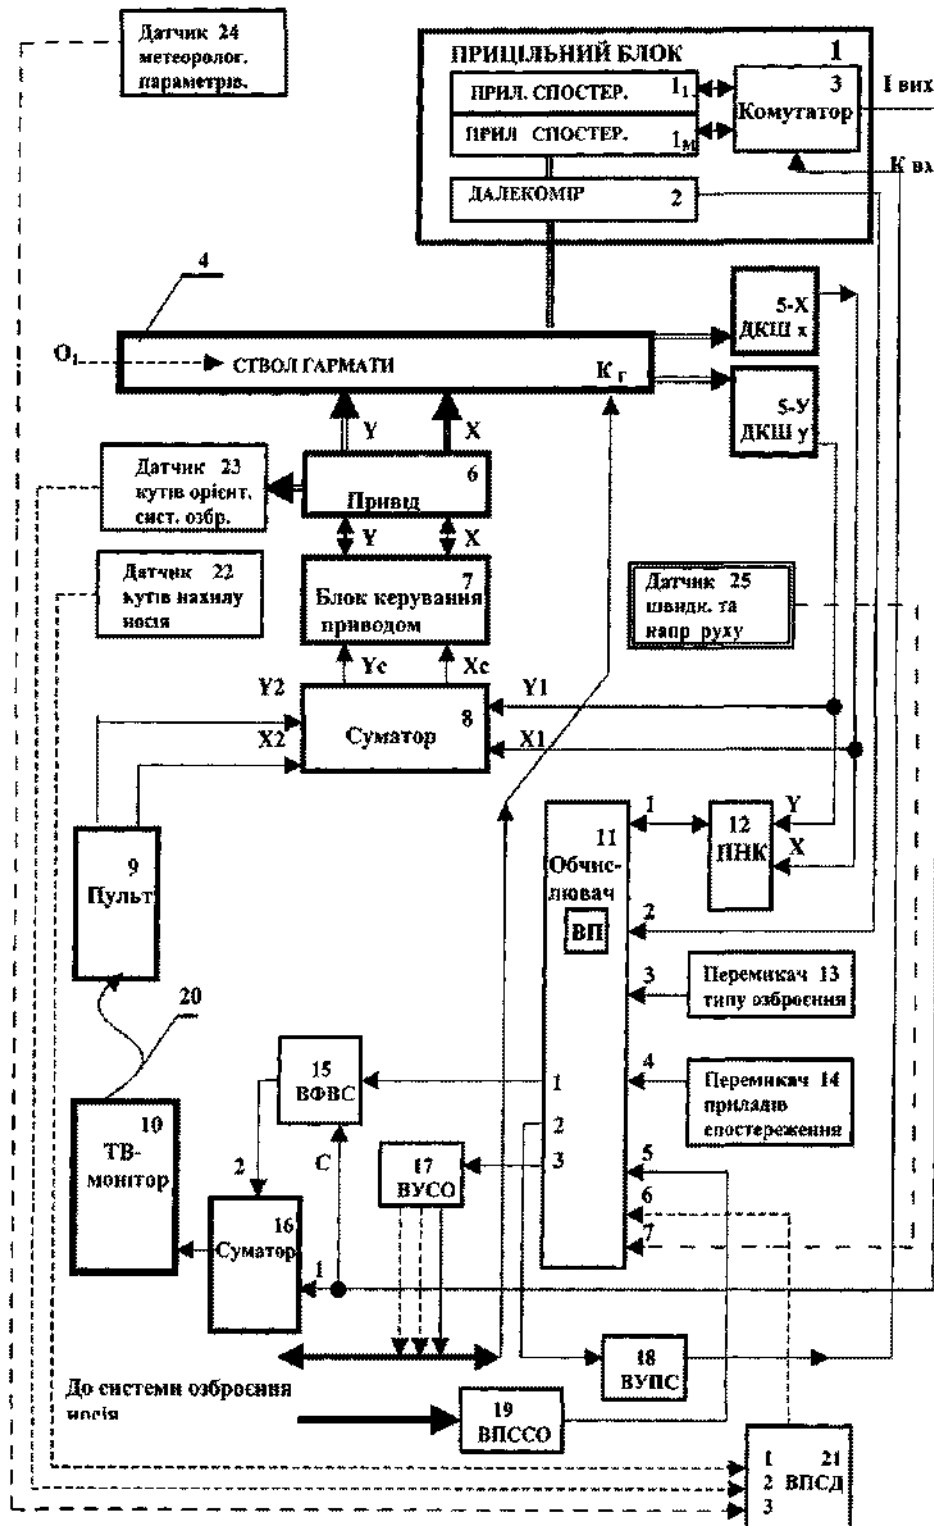 Датчик 24
метеоролог.
параметрів.
ПРИЦІЛЬНИЙ БЛОК 1
ПРИЛ. СПОСТЕР. 1₁
ПРИЛ СПОСТЕР. 1м
3
Комутатор
І вих
К вх
ДАЛЕКОМІР 2
4
О₁
СТВОЛ ГАРМАТИ
К г
5-Х
ДКШ х
5-У
ДКШ у
Y
X
Датчик 23
кутів орієнт.
сист. озбр.
6
Привід
Y
X
Датчик 22
кутів нахилу
носія
7
Блок керування
приводом
Датчик 25
швидк. та
напр руху
Yc
Xc
Y2
X2
8
Суматор
Y1
X1
9
Пульт
11
Обчис-
лювач
ВП
1
12
ПНК
Y
X
2
3
Перемикач 13
типу озброєння
4
Перемикач 14
приладів
спостереження
20
15
ВФВС
1
2
3
5
6
7
10
ТВ-
монітор
2
С
17
ВУСО
16
Суматор
1
18
ВУПС
До системи озброєння
носія
19
ВПССО
1
2
3
21
ВПСД